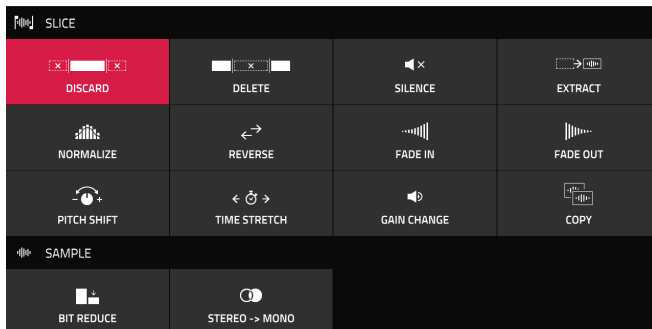 SLICE
DISCARD DELETE SILENCE EXTRACT
NORMALIZE REVERSE FADE IN FADE OUT
PITCH SHIFT TIME STRETCH GAIN CHANGE COPY
SAMPLE
BIT REDUCE STEREO -> MONO